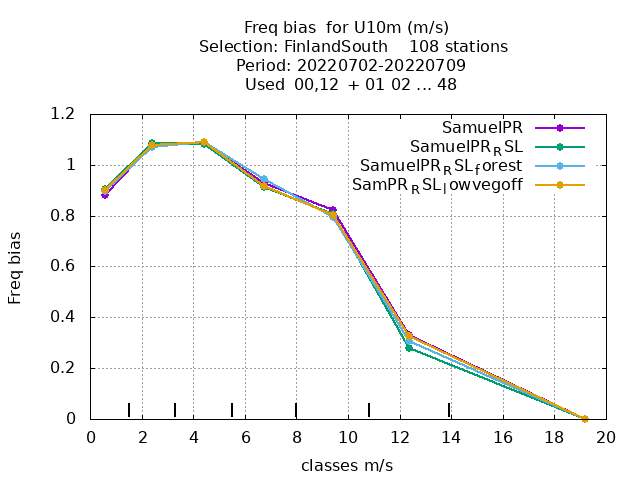 Freq bias  for U10m (m/s)
Selection: FinlandSouth    108 stations
Period: 20220702-20220709
Used  00,12  + 01 02 ... 48
SamuelPR
SamuelPR_RSL
SamuelPR_RSL_forest
SamPR_RSL_lowvegoff
1.2
1
0.8
0.6
0.4
0.2
0
Freq bias
0 2 4 6 8 10 12 14 16 18 20
classes m/s